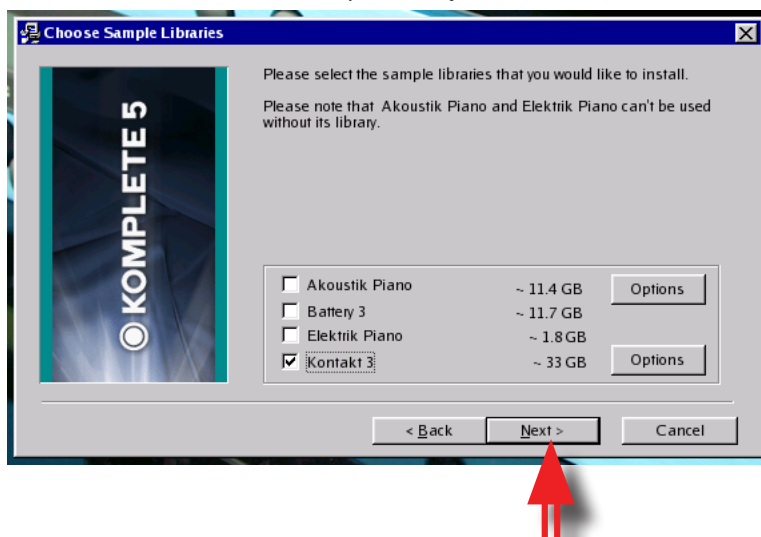 Choose Sample Libraries
KOMPLETE 5
Please select the sample libraries that you would like to install.
Please note that Akoustik Piano and Elektrik Piano can't be used
without its library.
Akoustik Piano ~ 11.4 GB Options
Battery 3 ~ 11.7 GB
Elektrik Piano ~ 1.8 GB
Kontakt 3 ~ 33 GB Options
< Back Next > Cancel